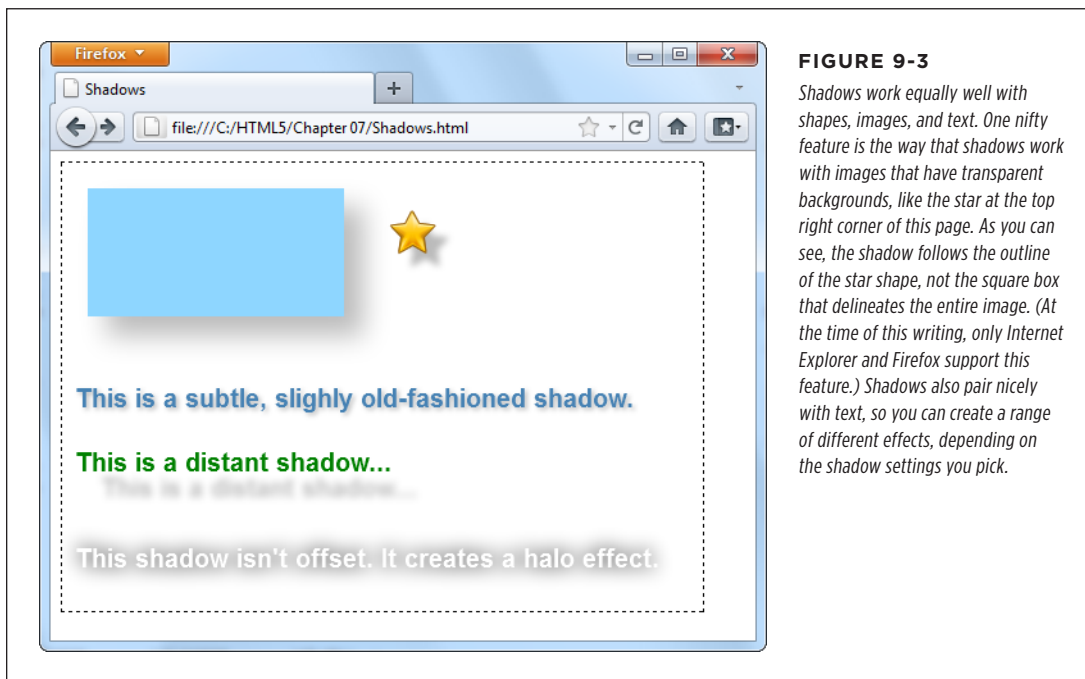 Firefox
Shadows
file:///C:/HTML5/Chapter 07/Shadows.html
This is a subtle, slighly old-fashioned shadow.
This is a distant shadow...
This is a distant shadow...
This shadow isn't offset. It creates a halo effect.
FIGURE 9-3
Shadows work equally well with
shapes, images, and text. One nifty
feature is the way that shadows work
with images that have transparent
backgrounds, like the star at the top
right corner of this page. As you can
see, the shadow follows the outline
of the star shape, not the square box
that delineates the entire image. (At
the time of this writing, only Internet
Explorer and Firefox support this
feature.) Shadows also pair nicely
with text, so you can create a range
of different effects, depending on
the shadow settings you pick.